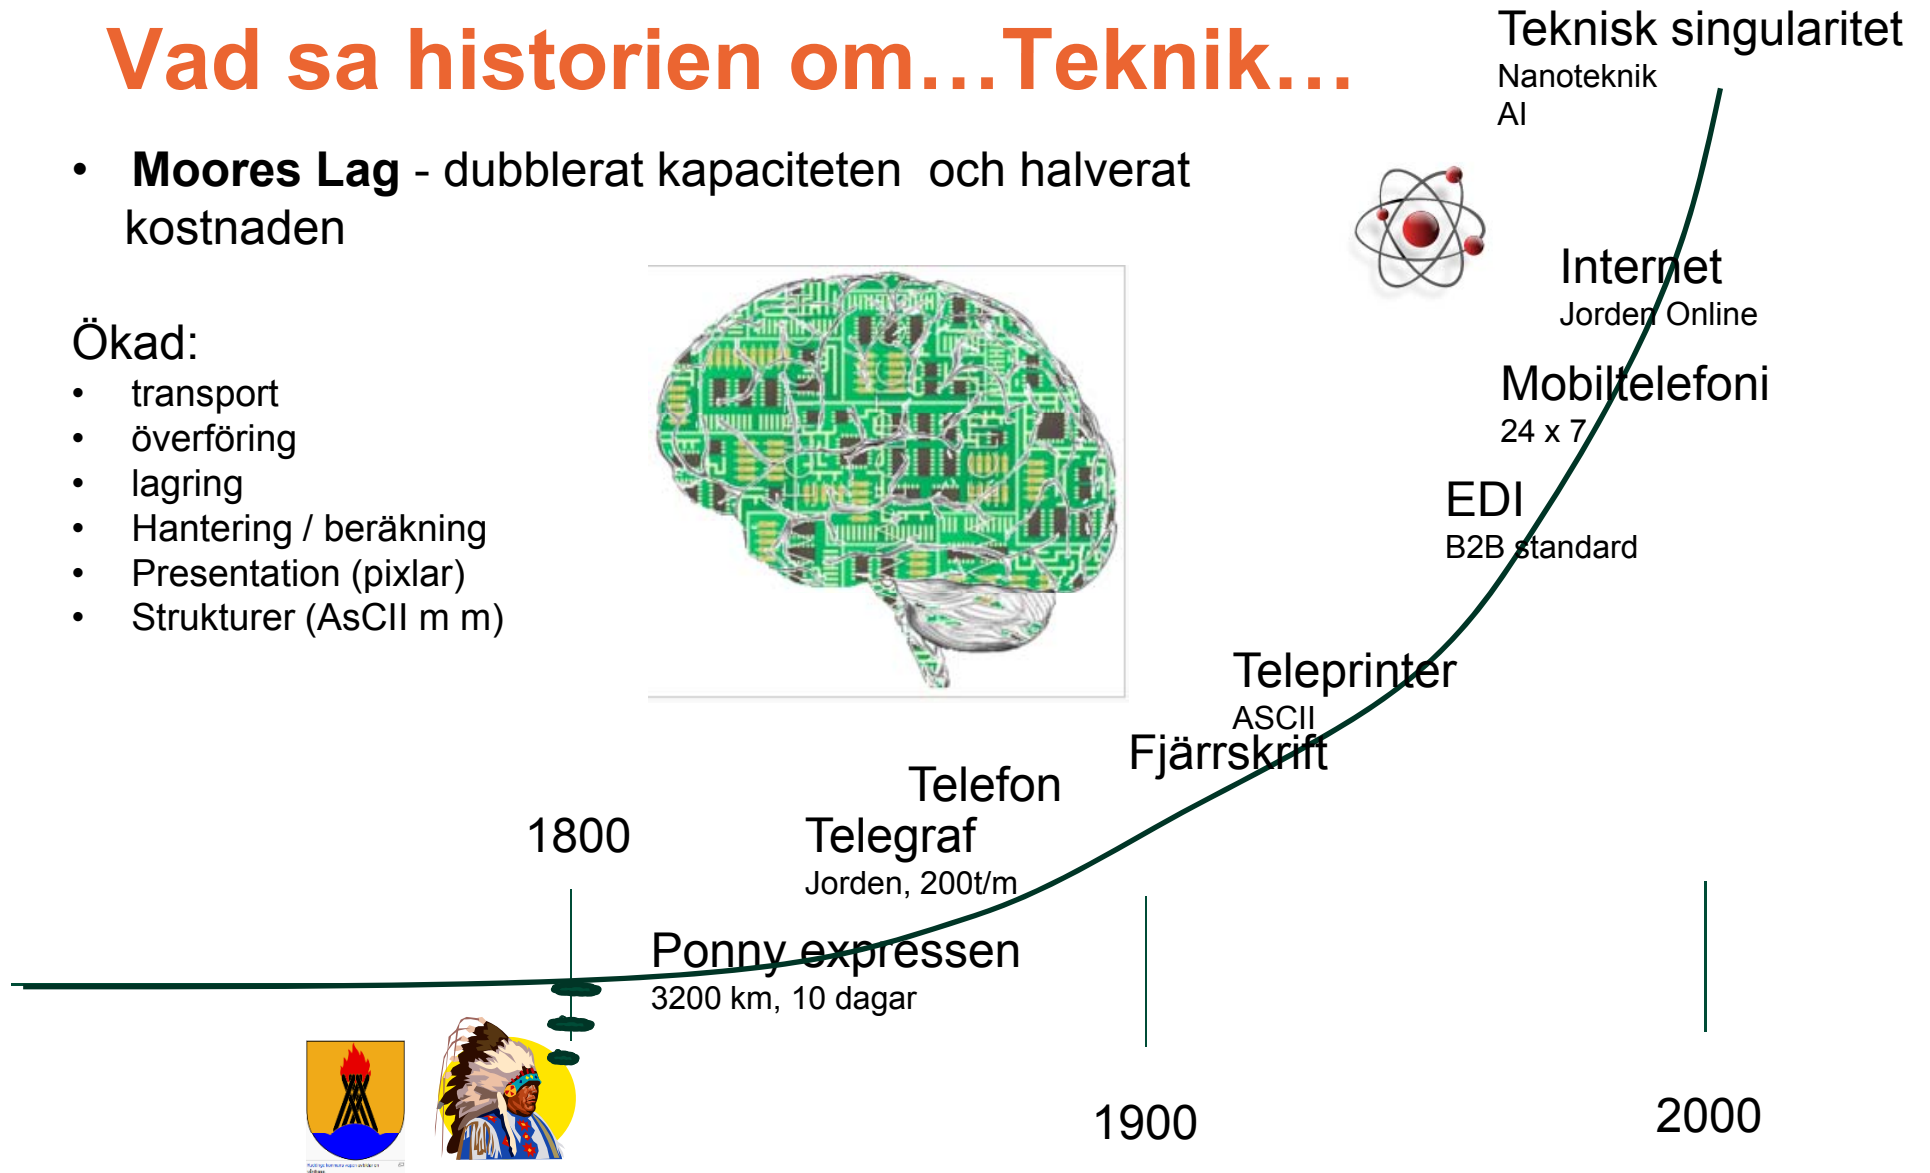 Vad sa historien om…Teknik…
Teknisk singularitet
Nanoteknik
AI
• Moores Lag - dubblerat kapaciteten och halverat
kostnaden
Ökad:
• transport
• överföring
• lagring
• Hantering / beräkning
• Presentation (pixlar)
• Strukturer (AsCII m m)
Internet
Jorden Online
Mobiltelefoni
24 x 7
EDI
B2B standard
Teleprinter
ASCII
Fjärrskrift
Telefon
Telegraf
Jorden, 200t/m
1800
Ponny expressen
3200 km, 10 dagar
1900
2000